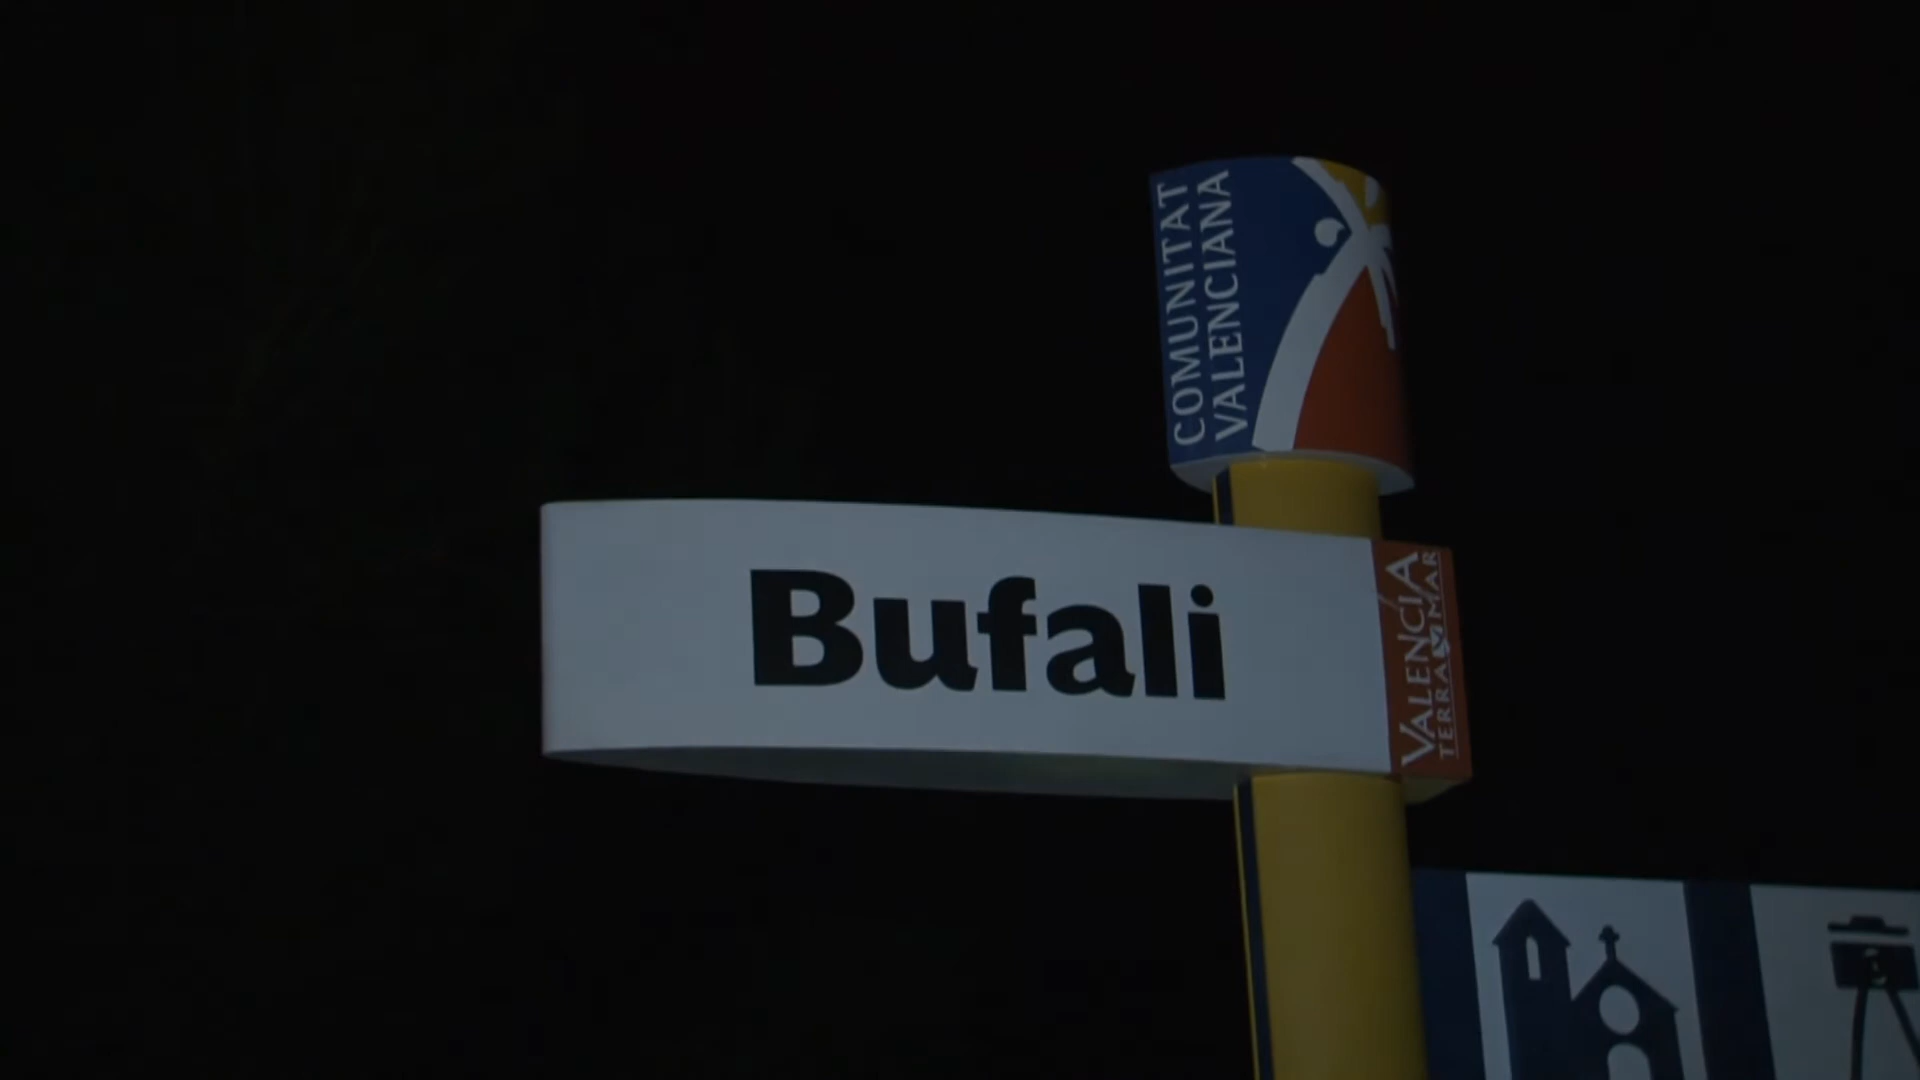 COMUNITAT
VALENCIANA
Bufali
VALENCIA
TERRA MAR